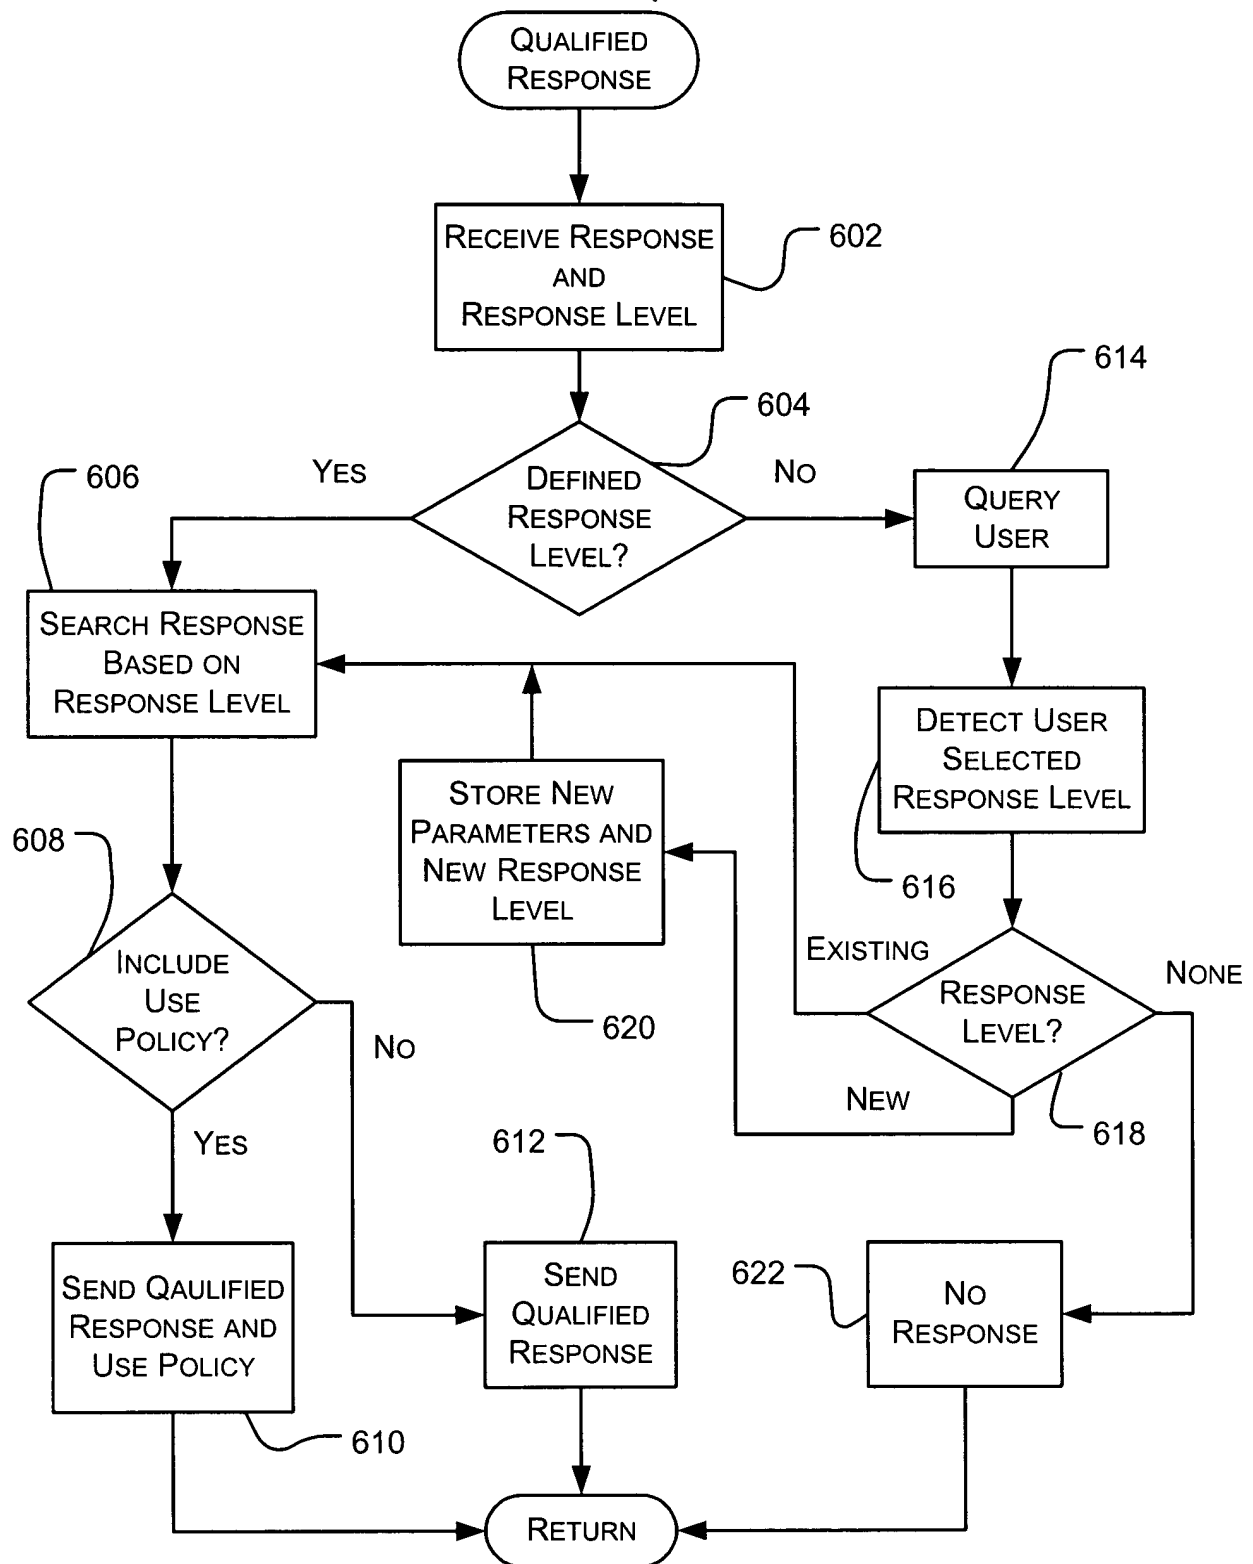 QUALIFIED
RESPONSE
RECEIVE RESPONSE
AND
RESPONSE LEVEL
602
604
614
YES
DEFINED
RESPONSE
LEVEL?
NO
606
QUERY
USER
SEARCH RESPONSE
BASED ON
RESPONSE LEVEL
DETECT USER
SELECTED
RESPONSE LEVEL
616
STORE NEW
PARAMETERS AND
NEW RESPONSE
LEVEL
620
608
INCLUDE
USE
POLICY?
NO
YES
EXISTING
RESPONSE
LEVEL?
NONE
NEW
618
612
SEND QAULIFIED
RESPONSE AND
USE POLICY
610
SEND
QUALIFIED
RESPONSE
622
NO
RESPONSE
RETURN